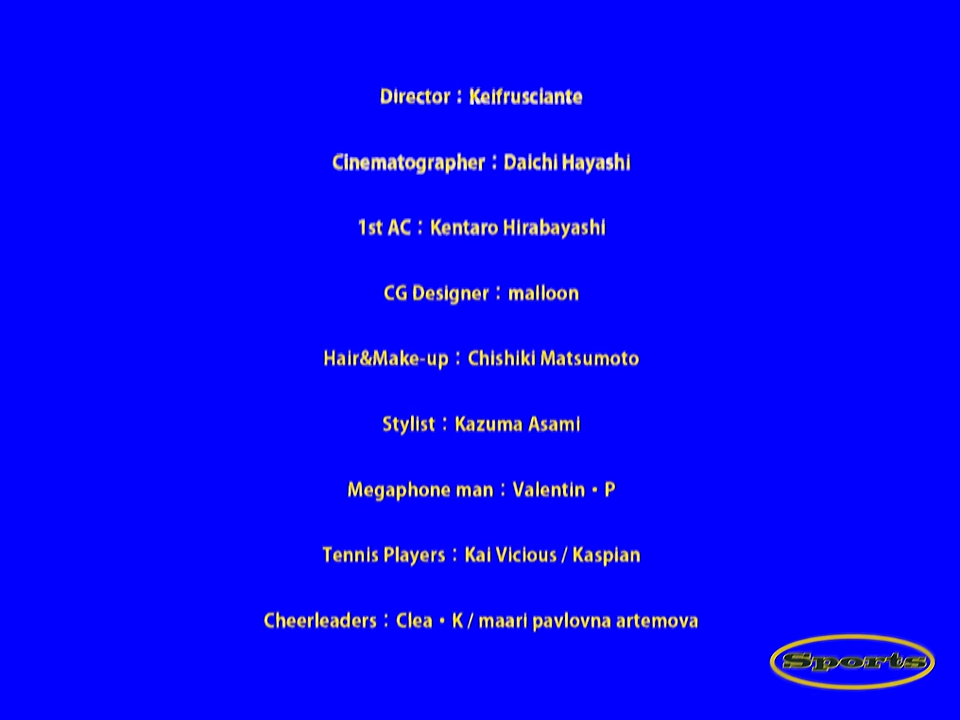 Director：Keifrusciante
Cinematographer：Daichi Hayashi
1st AC：Kentaro Hirabayashi
CG Designer：malloon
Hair&Make-up：Chishiki Matsumoto
Stylist：Kazuma Asami
Megaphone man：Valentin・P
Tennis Players：Kai Vicious / Kaspian
Cheerleaders：Clea・K / maari pavlovna artemova
Sports